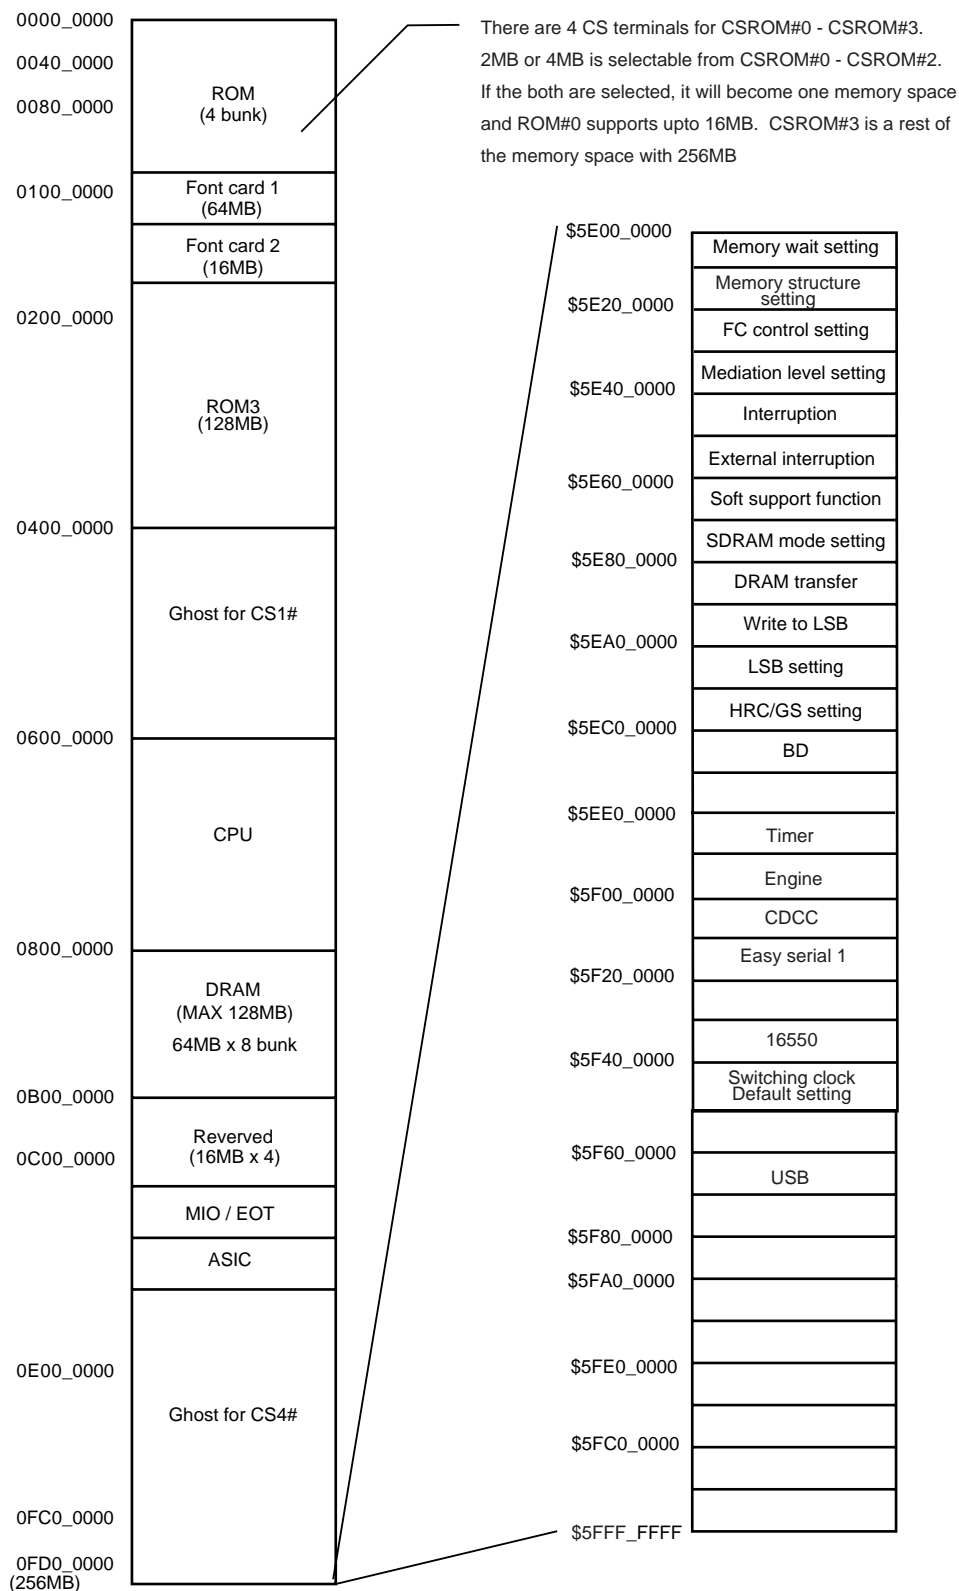 0000_0000
0040_0000
0080_0000
ROM
(4 bunk)
There are 4 CS terminals for CSROM#0 - CSROM#3.
2MB or 4MB is selectable from CSROM#0 - CSROM#2.
If the both are selected, it will become one memory space
and ROM#0 supports upto 16MB. CSROM#3 is a rest of
the memory space with 256MB
0100_0000
Font card 1
(64MB)
Font card 2
(16MB)
0200_0000
ROM3
(128MB)
0400_0000
Ghost for CS1#
0600_0000
CPU
0800_0000
DRAM
(MAX 128MB)
64MB x 8 bunk
0B00_0000
Reverved
(16MB x 4)
0C00_0000
MIO / EOT
ASIC
0E00_0000
Ghost for CS4#
0FC0_0000
0FD0_0000
(256MB)
$5E00_0000
Memory wait setting
Memory structure
setting
$5E20_0000
FC control setting
Mediation level setting
$5E40_0000
Interruption
External interruption
$5E60_0000
Soft support function
SDRAM mode setting
$5E80_0000
DRAM transfer
Write to LSB
$5EA0_0000
LSB setting
HRC/GS setting
$5EC0_0000
BD
$5EE0_0000
Timer
Engine
$5F00_0000
CDCC
Easy serial 1
$5F20_0000
16550
$5F40_0000
Switching clock
Default setting
$5F60_0000
USB
$5F80_0000
$5FA0_0000
$5FE0_0000
$5FC0_0000
$5FFF_FFFF